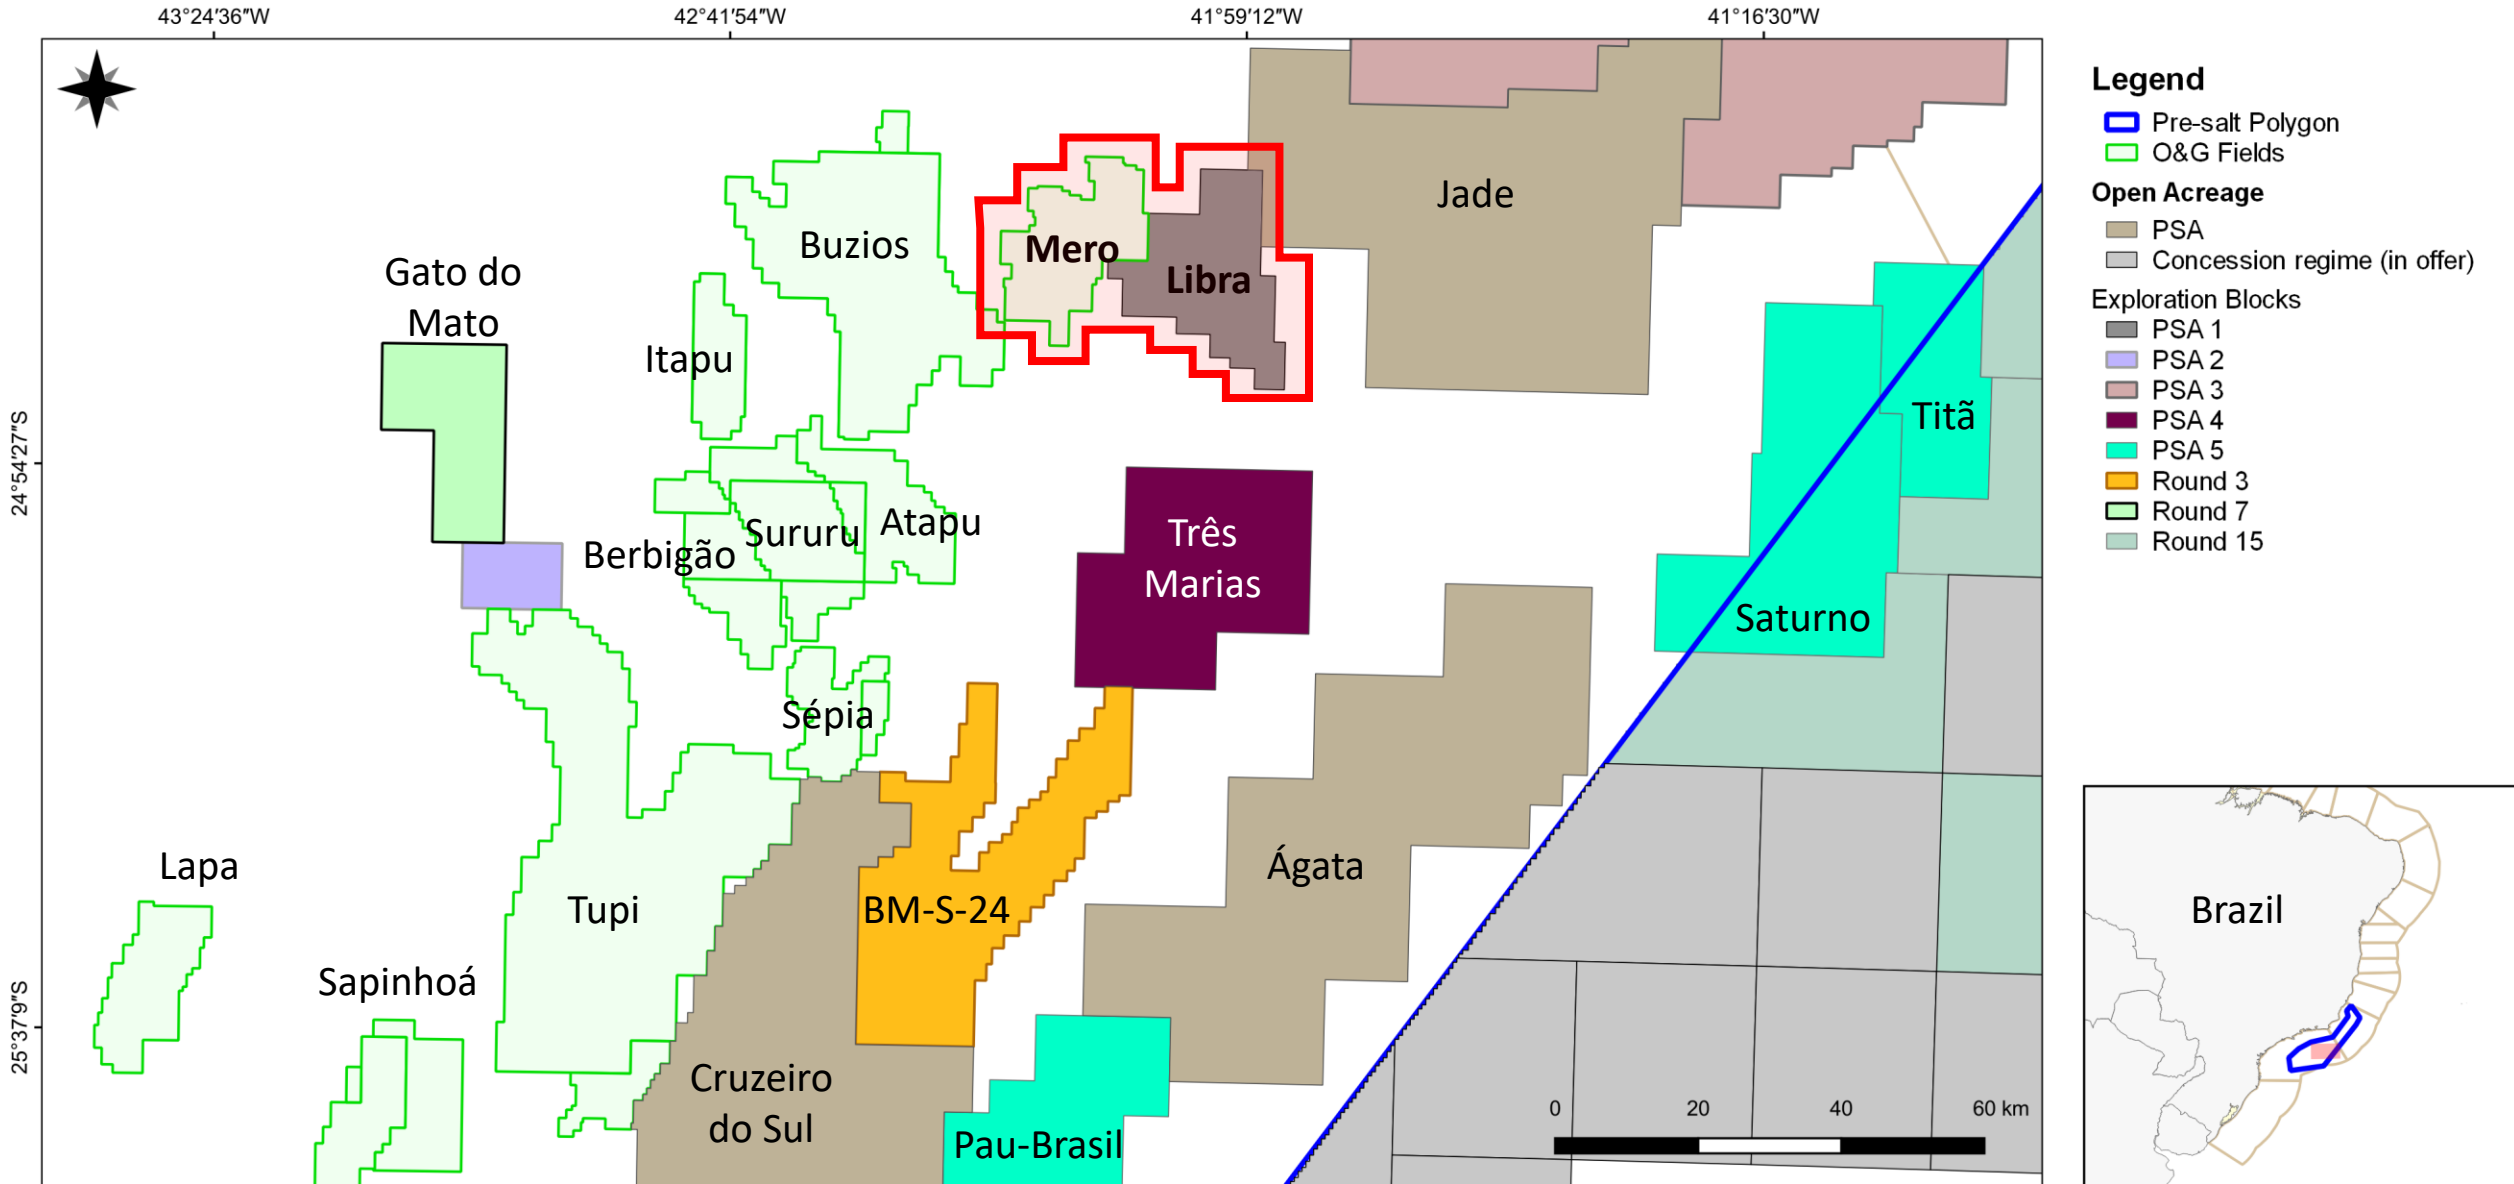 43°24′36″W
42°41′54″W
41°59′12″W
41°16′30″W
24°54′27″S
25°37′9″S
Jade
Buzios
Mero
Libra
Gato do
Mato
Itapu
Titã
Sururu
Atapu
Berbigão
Três
Marias
Saturno
Sépia
Lapa
Tupi
BM-S-24
Ágata
Sapinhoá
Cruzeiro
do Sul
Pau-Brasil
0 20 40 60 km
Legend
Pre-salt Polygon
O&G Fields
Open Acreage
PSA
Concession regime (in offer)
Exploration Blocks
PSA 1
PSA 2
PSA 3
PSA 4
PSA 5
Round 3
Round 7
Round 15
Brazil